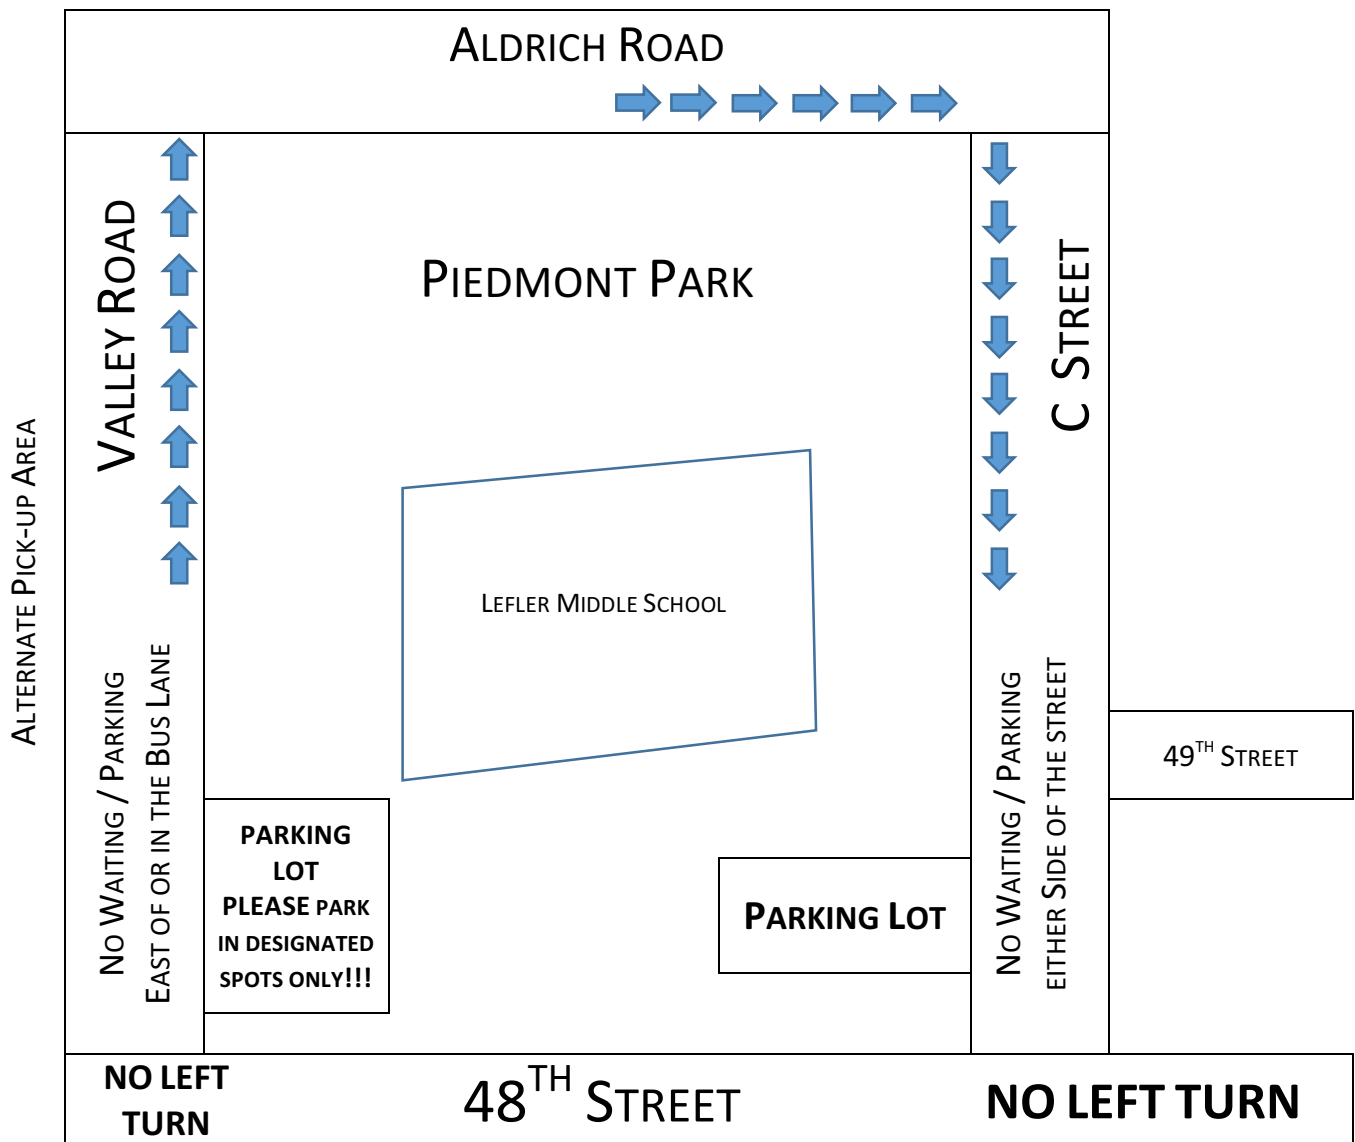 ALDRICH ROAD
PIEDMONT PARK
VALLEY ROAD
C STREET
ALTERNATE PICK-UP AREA
LEFLER MIDDLE SCHOOL
NO WAITING / PARKING
EAST OF OR IN THE BUS LANE
NO WAITING / PARKING
EITHER SIDE OF THE STREET
49TH STREET
PARKING
LOT
PLEASE PARK
IN DESIGNATED
SPOTS ONLY!!!
PARKING LOT
NO LEFT
TURN
48TH STREET
NO LEFT TURN